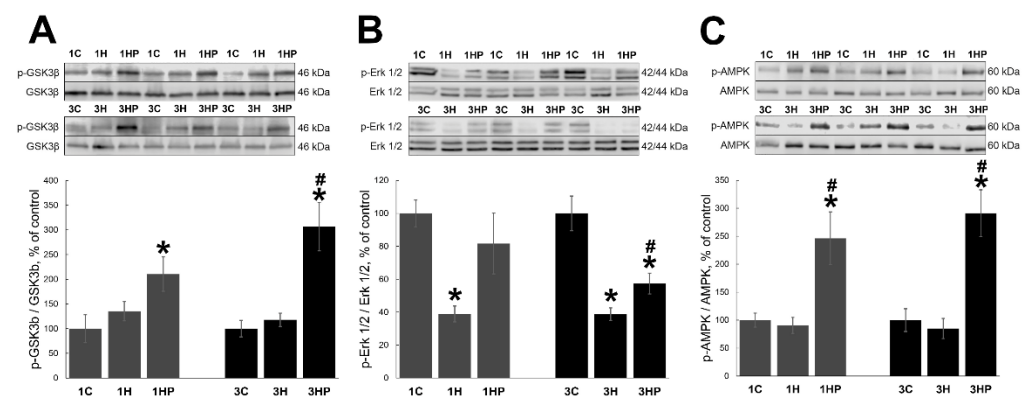 A
1C 1H 1HP 1C 1H 1HP 1C 1H 1HP
p-GSK3β 46 kDa
GSK3β 46 kDa
3C 3H 3HP 3C 3H 3HP 3C 3H 3HP
p-GSK3β 46 kDa
GSK3β 46 kDa
p-GSK3b / GSK3b, % of control
400
350
300
250
200
150
100
50
0
*
#
*
1C 1H 1HP 3C 3H 3HP
B
1C 1H 1HP 1C 1H 1HP 1C 1H 1HP
p-Erk 1/2 42/44 kDa
Erk 1/2 42/44 kDa
3C 3H 3HP 3C 3H 3HP 3C 3H 3HP
p-Erk 1/2 42/44 kDa
Erk 1/2 42/44 kDa
p-Erk 1/2 / Erk 1/2, % of control
120
100
80
60
40
20
0
*
*
#
*
1C 1H 1HP 3C 3H 3HP
C
1C 1H 1HP 1C 1H 1HP 1C 1H 1HP
p-AMPK 60 kDa
AMPK 60 kDa
3C 3H 3HP 3C 3H 3HP 3C 3H 3HP
p-AMPK 60 kDa
AMPK 60 kDa
p-AMPK / AMPK, % of control
350
300
250
200
150
100
50
0
#
*
#
*
1C 1H 1HP 3C 3H 3HP